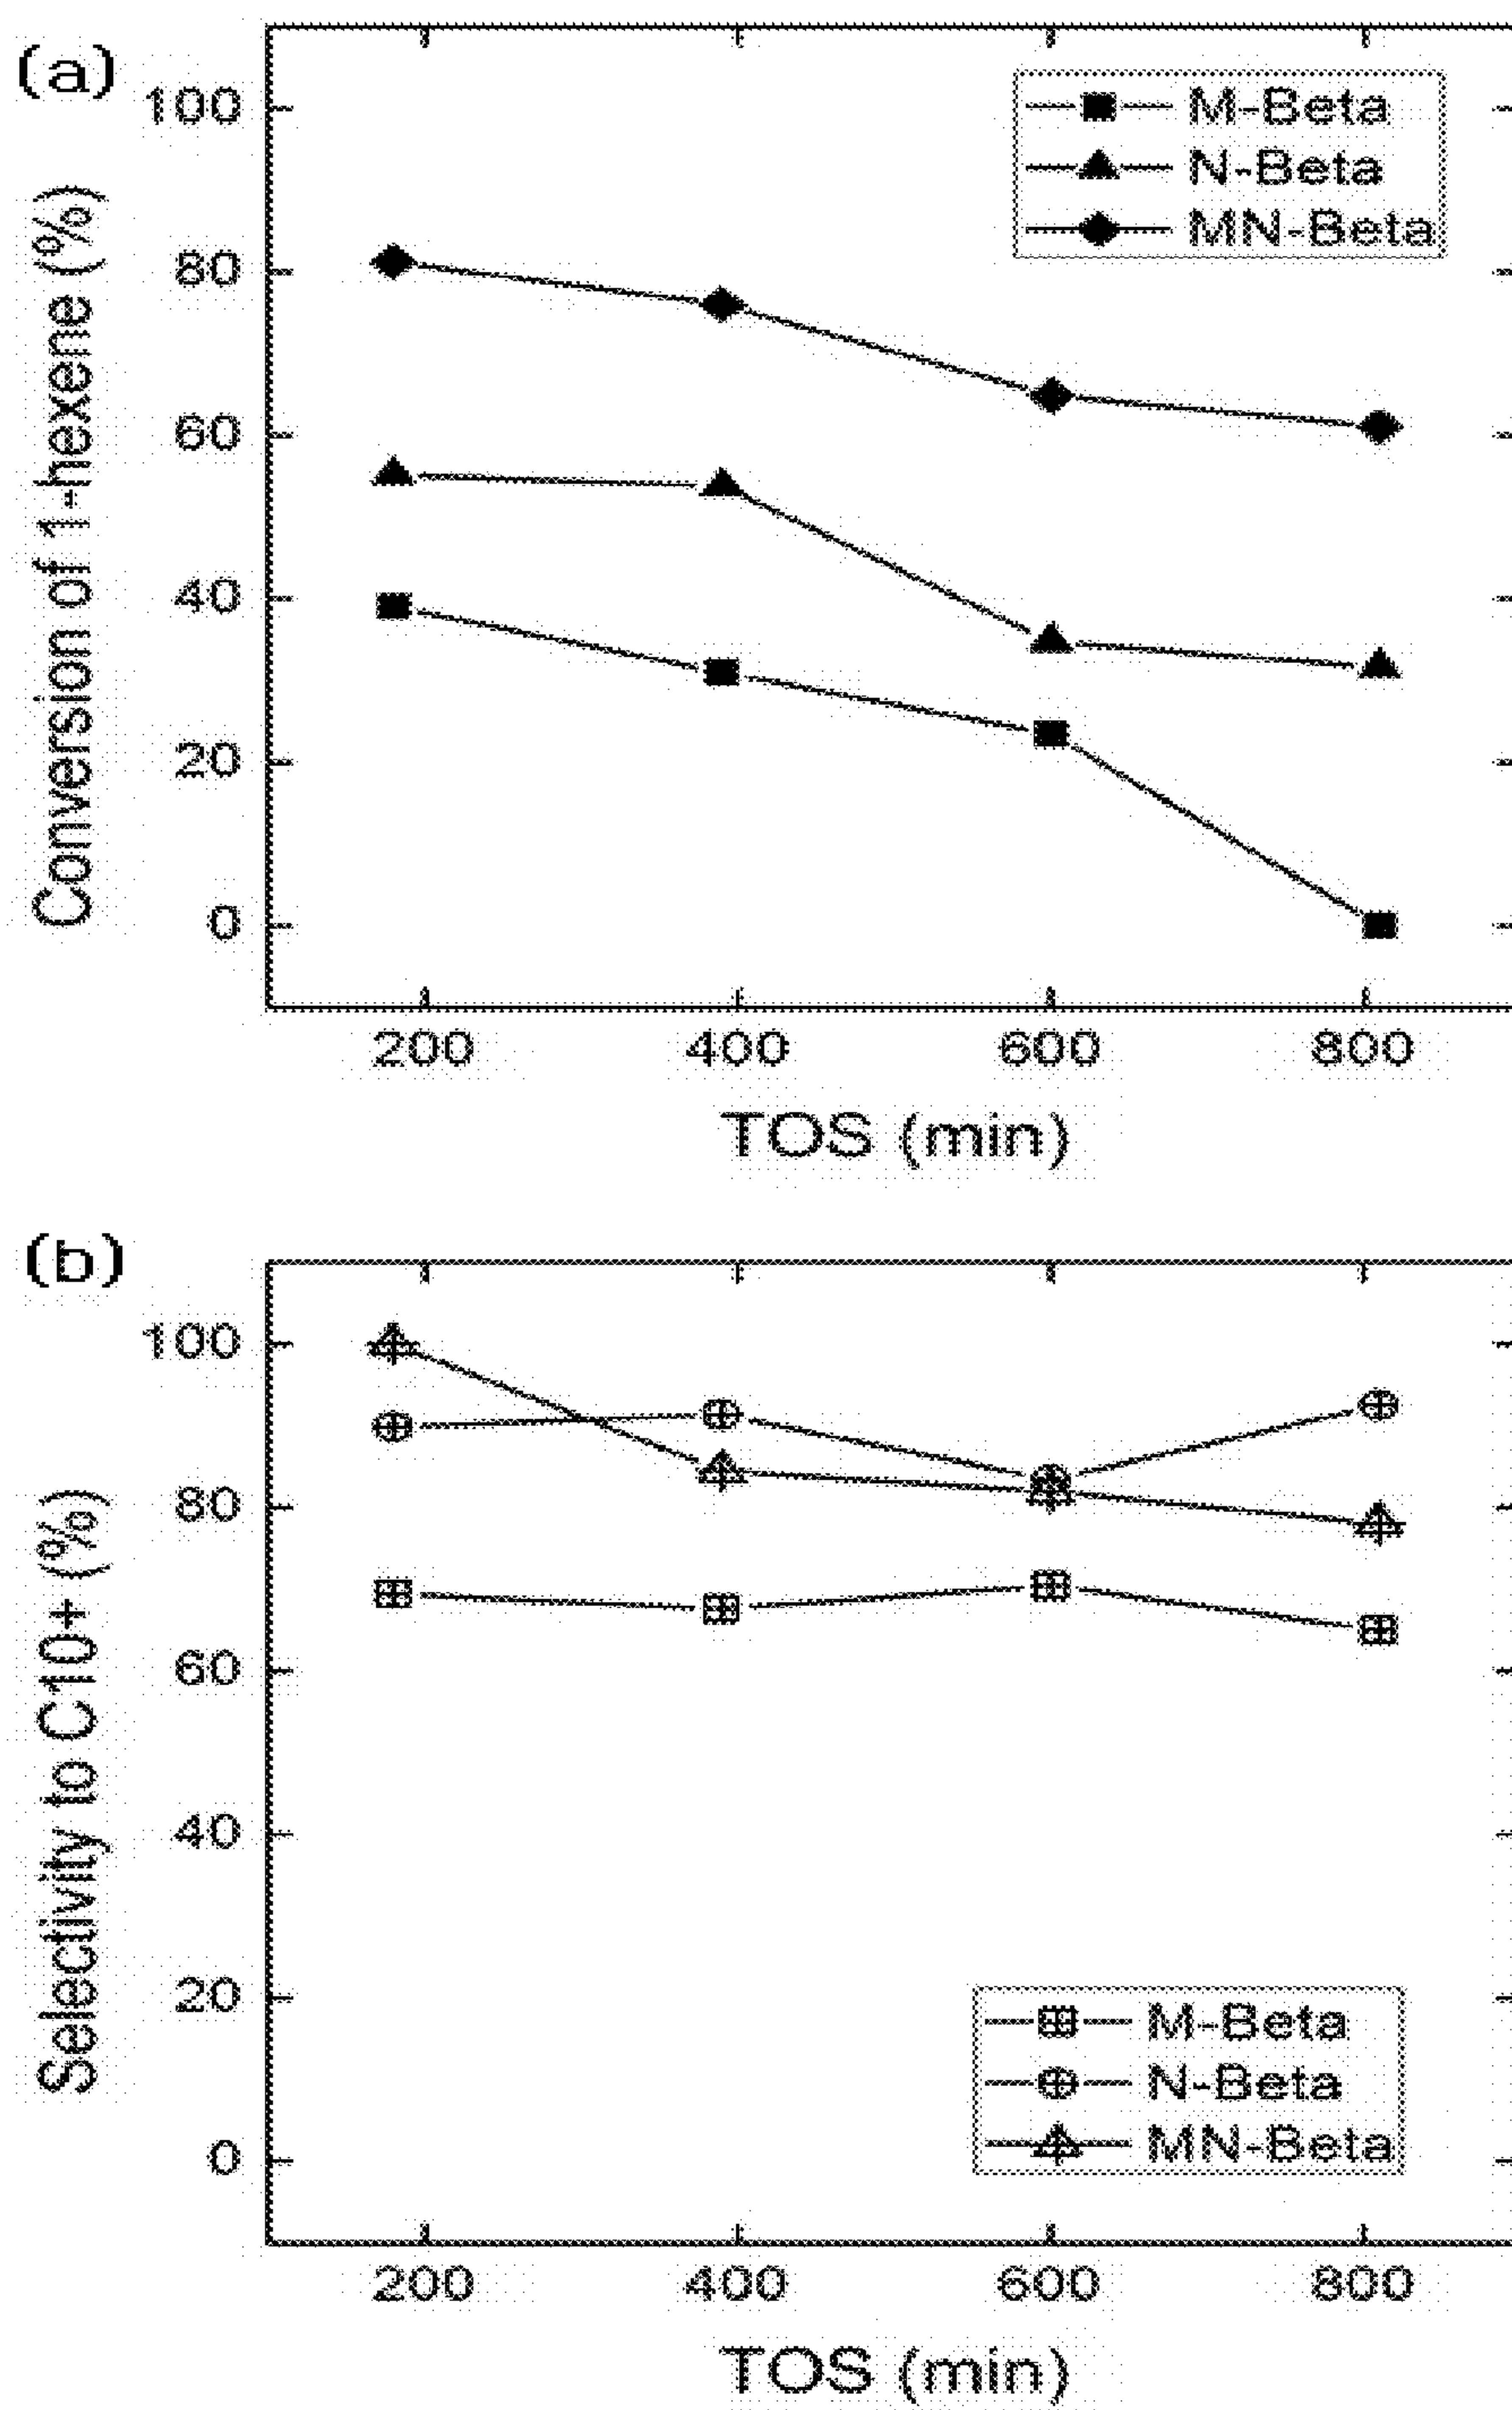 (a)
M-Beta
N-Beta
MN-Beta
100
80
60
40
20
0
Conversion of 1-hexene (%)
200 400 600 800
TOS (min)
(b)
100
80
60
40
20
0
Selectivity to C10+ (%)
M-Beta
N-Beta
MN-Beta
200 400 600 800
TOS (min)